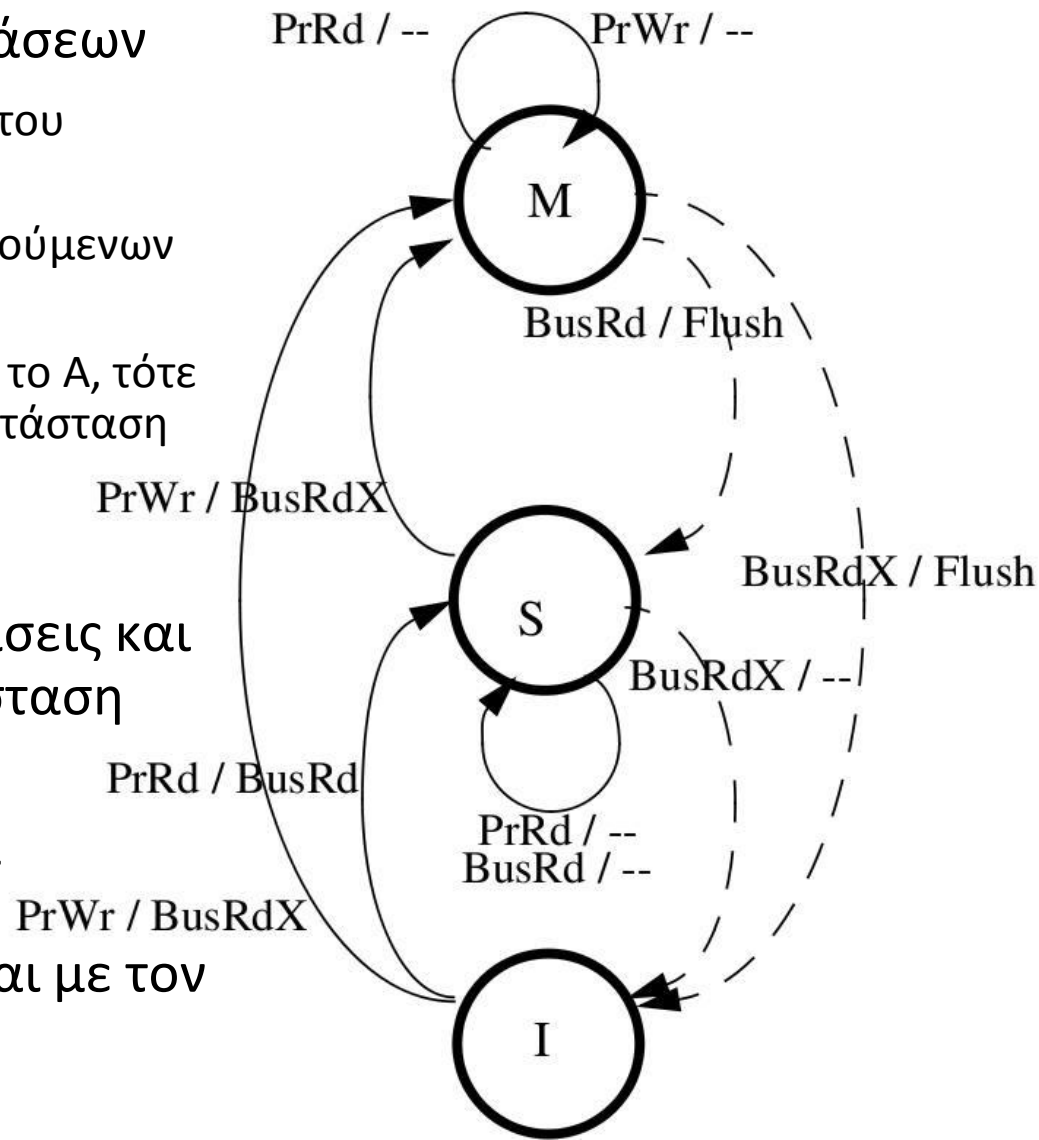 άσεων
PrRd / --
PrWr / --
του
M
ούμενων
BusRd / Flush
το Α, τότε
τάσταση
PrWr / BusRdX
BusRdX / Flush
S
σεις και
BusRdX / --
σταση
PrRd / BusRd
PrRd / --
BusRd / --
PrWr / BusRdX
αι με τον
I